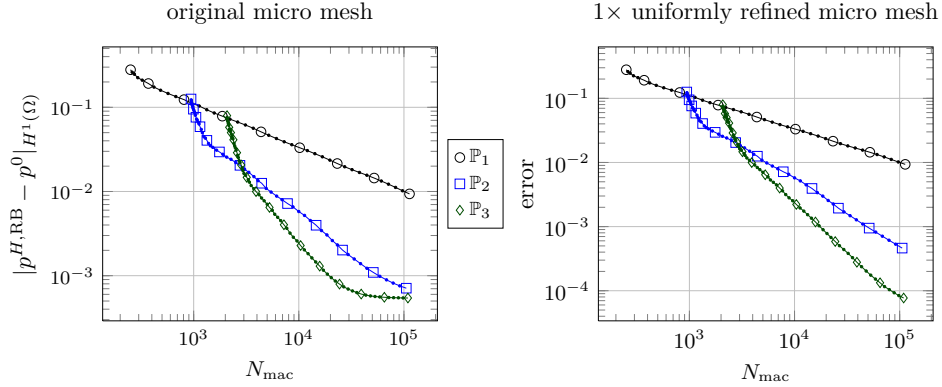 original micro mesh
|p^{H,RB} − p^0|_{H^1(Ω)}
10^{-1}
10^{-2}
10^{-3}
10^3
10^4
10^5
N_mac
ℙ_1
ℙ_2
ℙ_3
1× uniformly refined micro mesh
error
10^0
10^{-1}
10^{-2}
10^{-3}
10^{-4}
10^3
10^4
10^5
N_mac